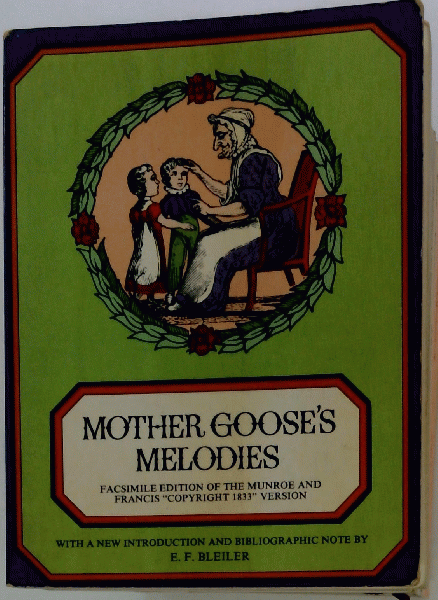 MOTHER GOOSE'S
MELODIES
FACSIMILE EDITION OF THE MUNROE AND
FRANCIS "COPYRIGHT 1833" VERSION
WITH A NEW INTRODUCTION AND BIBLIOGRAPHIC NOTE BY
E. F. BLEILER